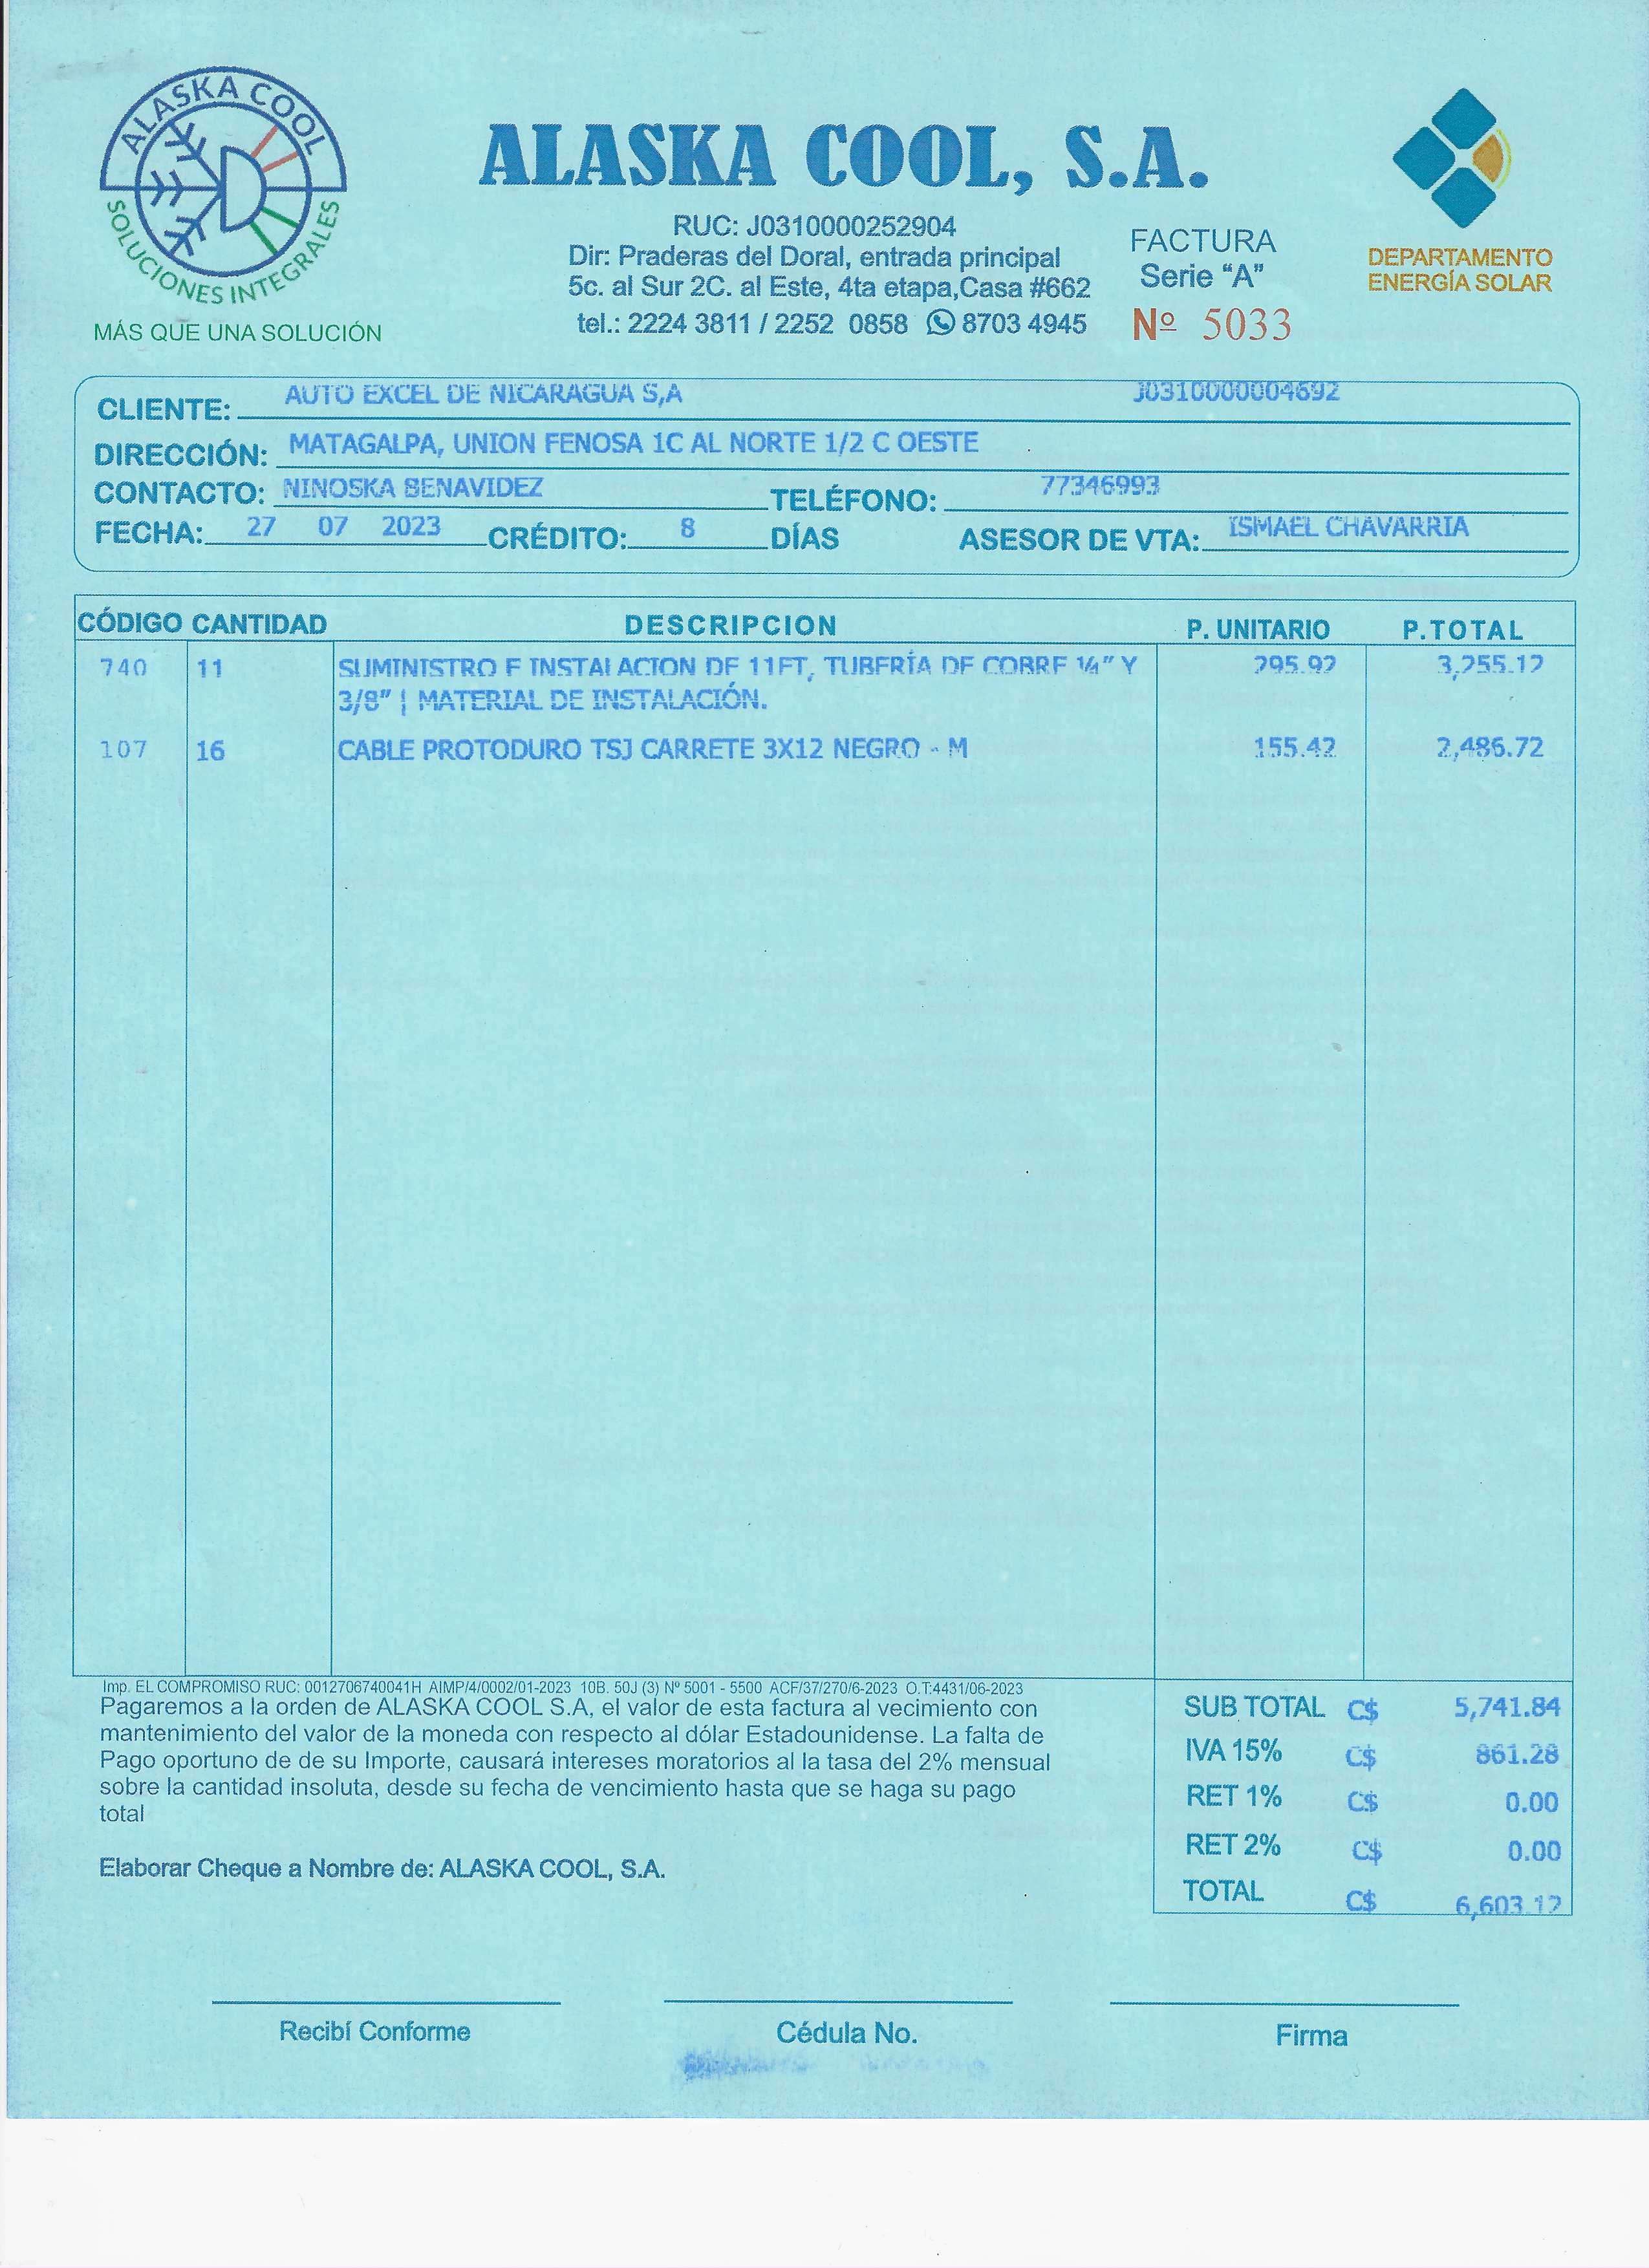 ALASKA COOL
SOLUCIONES INTEGRALES
MÁS QUE UNA SOLUCIÓN
ALASKA COOL, S.A.
RUC: J0310000252904
Dir: Praderas del Doral, entrada principal
5c. al Sur 2C. al Este, 4ta etapa,Casa #662
tel.: 2224 3811 / 2252 0858 8703 4945
FACTURA
Serie “A”
Nº 5033
DEPARTAMENTO
ENERGÍA SOLAR
CLIENTE: AUTO EXCEL DE NICARAGUA S,A J0310000004692
DIRECCIÓN: MATAGALPA, UNION FENOSA 1C AL NORTE 1/2 C OESTE
CONTACTO: NINOSKA BENAVIDEZ TELÉFONO: 77346993
FECHA: 27 07 2023 CRÉDITO: 8 DÍAS ASESOR DE VTA: ISMAEL CHAVARRIA
CÓDIGO CANTIDAD DESCRIPCION P. UNITARIO P.TOTAL
740 11 SUMINISTRO E INSTALACION DE 11FT, TUBERÍA DE COBRE ¼” Y 295.92 3,255.12
3/8” | MATERIAL DE INSTALACIÓN.
107 16 CABLE PROTODURO TSJ CARRETE 3X12 NEGRO - M 155.42 2,486.72
Imp. EL COMPROMISO RUC: 0012706740041H AIMP/4/0002/01-2023 10B. 50J (3) Nº 5001 - 5500 ACF/37/270/6-2023 O.T:4431/06-2023
Pagaremos a la orden de ALASKA COOL S.A, el valor de esta factura al vecimiento con
mantenimiento del valor de la moneda con respecto al dólar Estadounidense. La falta de
Pago oportuno de de su Importe, causará intereses moratorios al la tasa del 2% mensual
sobre la cantidad insoluta, desde su fecha de vencimiento hasta que se haga su pago
total
Elaborar Cheque a Nombre de: ALASKA COOL, S.A.
SUB TOTAL C$ 5,741.84
IVA 15% C$ 861.28
RET 1% C$ 0.00
RET 2% C$ 0.00
TOTAL C$ 6,603.12
Recibí Conforme
Cédula No.
Firma